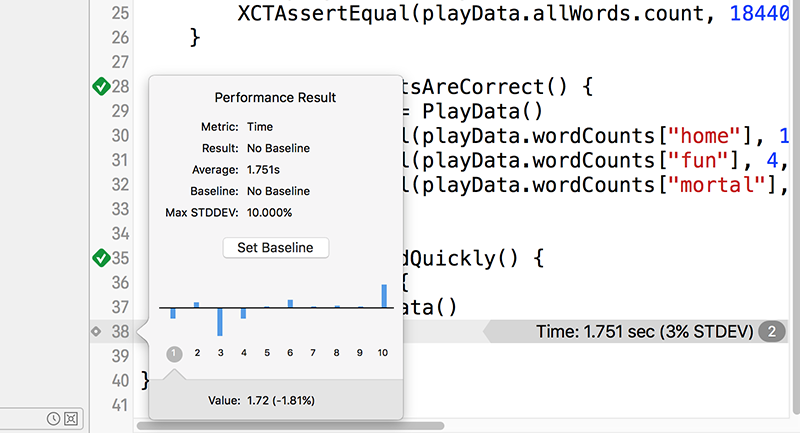 25 XCTAssertEqual(playData.allWords.count, 18440
26 }
27
28 tsAreCorrect() {
29 = PlayData()
30 l(playData.wordCounts["home"], 1
31 l(playData.wordCounts["fun"], 4,
32 l(playData.wordCounts["mortal"],
33
34
35 dQuickly() {
36 {
37 ata()
38 Time: 1.751 sec (3% STDEV) 2
39
40 }
41
Performance Result
Metric: Time
Result: No Baseline
Average: 1.751s
Baseline: No Baseline
Max STDDEV: 10.000%
Set Baseline
1 2 3 4 5 6 7 8 9 10
Value: 1.72 (-1.81%)